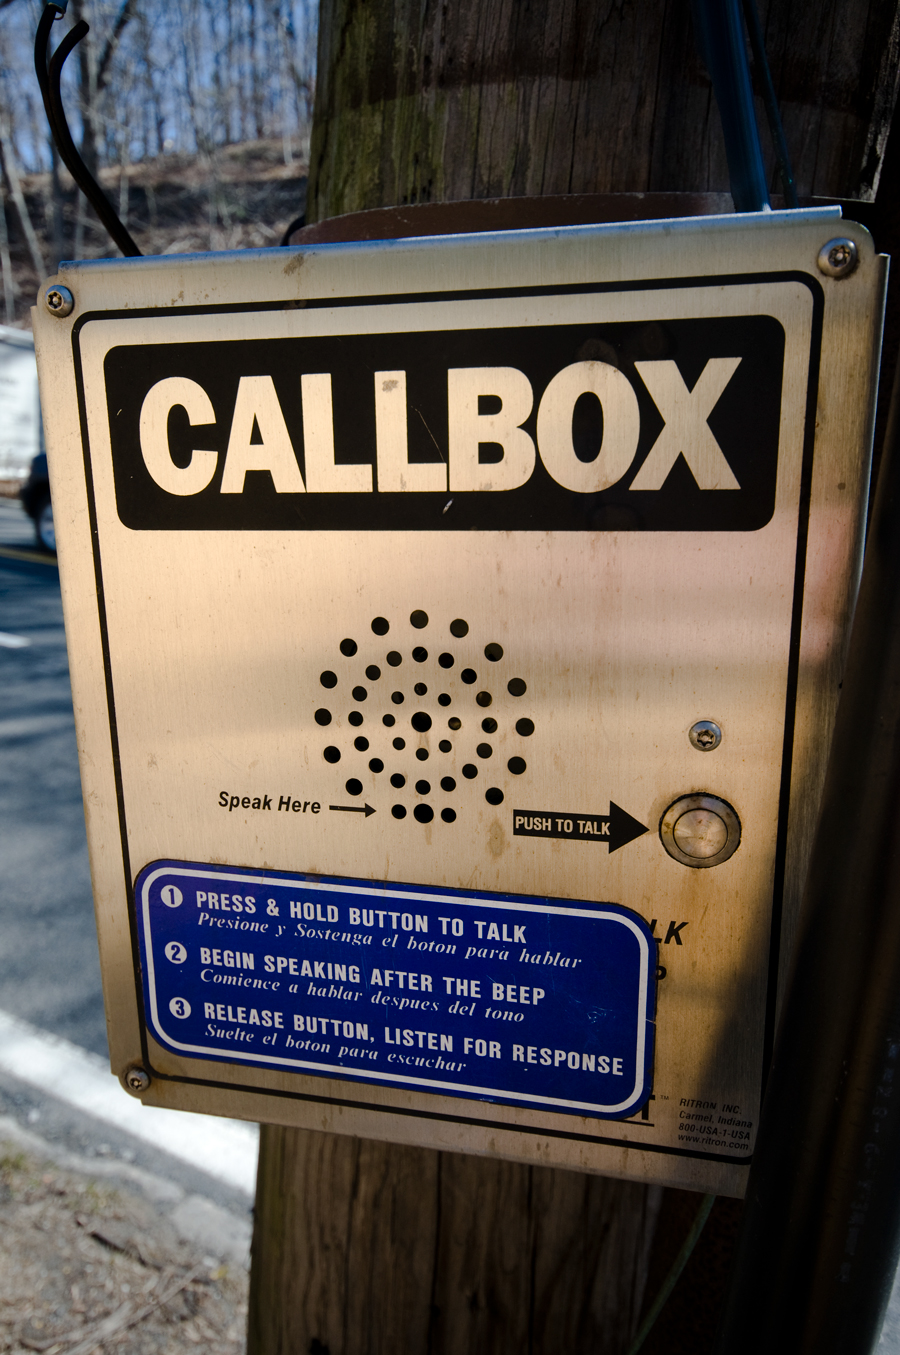 CALLBOX
Speak Here
PUSH TO TALK
1 PRESS & HOLD BUTTON TO TALK
Presione y Sostenga el boton para hablar
2 BEGIN SPEAKING AFTER THE BEEP
Comience a hablar despues del tono
3 RELEASE BUTTON, LISTEN FOR RESPONSE
Suelte el boton para escuchar
LK
P
T™
RITRON, INC.
Carmel, Indiana
800-USA-1-USA
www.ritron.com